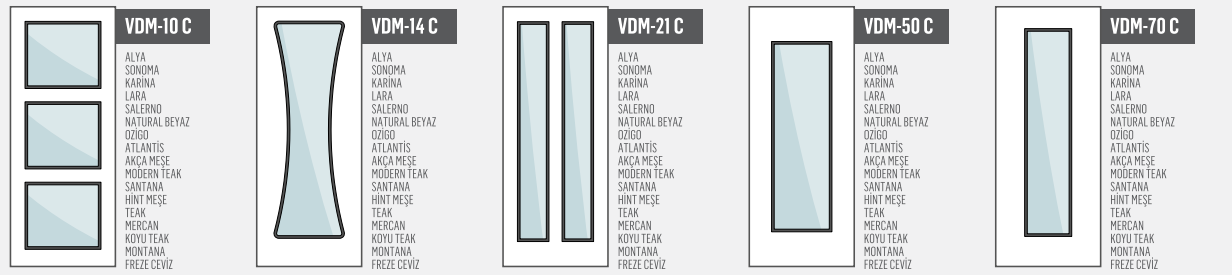 VDM-10 C
ALYA
SONOMA
KARİNA
LARA
SALERNO
NATURAL BEYAZ
OZİGO
ATLANTİS
AKÇA MEŞE
MODERN TEAK
SANTANA
HİNT MEŞE
TEAK
MERCAN
KOYU TEAK
MONTANA
FREZE CEVİZ
VDM-14 C
ALYA
SONOMA
KARİNA
LARA
SALERNO
NATURAL BEYAZ
OZİGO
ATLANTİS
AKÇA MEŞE
MODERN TEAK
SANTANA
HİNT MEŞE
TEAK
MERCAN
KOYU TEAK
MONTANA
FREZE CEVİZ
VDM-21 C
ALYA
SONOMA
KARİNA
LARA
SALERNO
NATURAL BEYAZ
OZİGO
ATLANTİS
AKÇA MEŞE
MODERN TEAK
SANTANA
HİNT MEŞE
TEAK
MERCAN
KOYU TEAK
MONTANA
FREZE CEVİZ
VDM-50 C
ALYA
SONOMA
KARİNA
LARA
SALERNO
NATURAL BEYAZ
OZİGO
ATLANTİS
AKÇA MEŞE
MODERN TEAK
SANTANA
HİNT MEŞE
TEAK
MERCAN
KOYU TEAK
MONTANA
FREZE CEVİZ
VDM-70 C
ALYA
SONOMA
KARİNA
LARA
SALERNO
NATURAL BEYAZ
OZİGO
ATLANTİS
AKÇA MEŞE
MODERN TEAK
SANTANA
HİNT MEŞE
TEAK
MERCAN
KOYU TEAK
MONTANA
FREZE CEVİZ